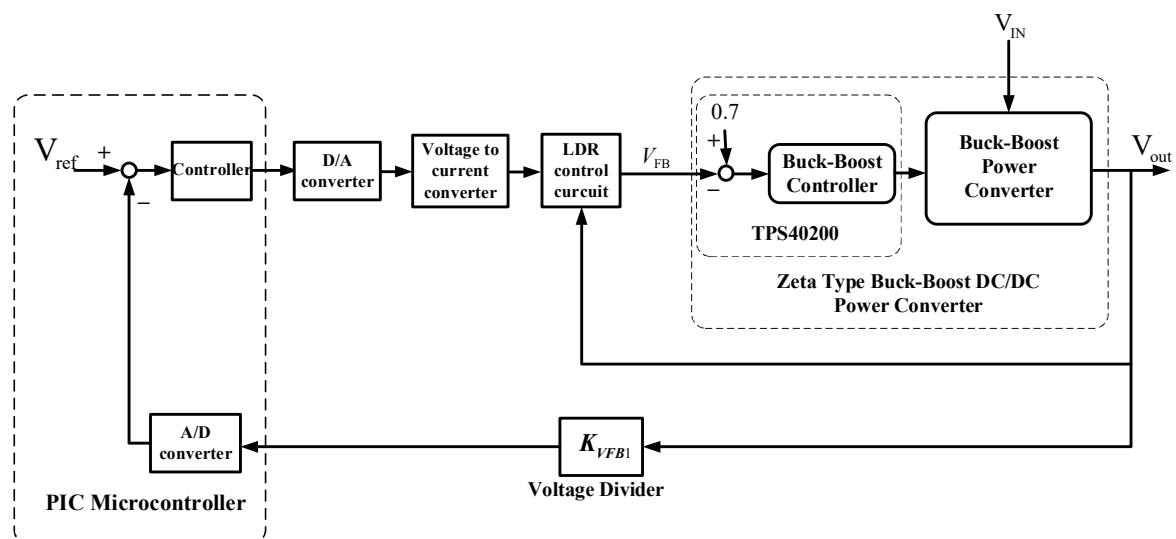 V_IN
V_ref
+
−
Controller
D/A
converter
Voltage to
current
converter
LDR
control
curcuit
V_FB
0.7
+
−
Buck-Boost
Controller
TPS40200
Buck-Boost
Power
Converter
V_out
Zeta Type Buck-Boost DC/DC
Power Converter
A/D
converter
K_VFB1
Voltage Divider
PIC Microcontroller